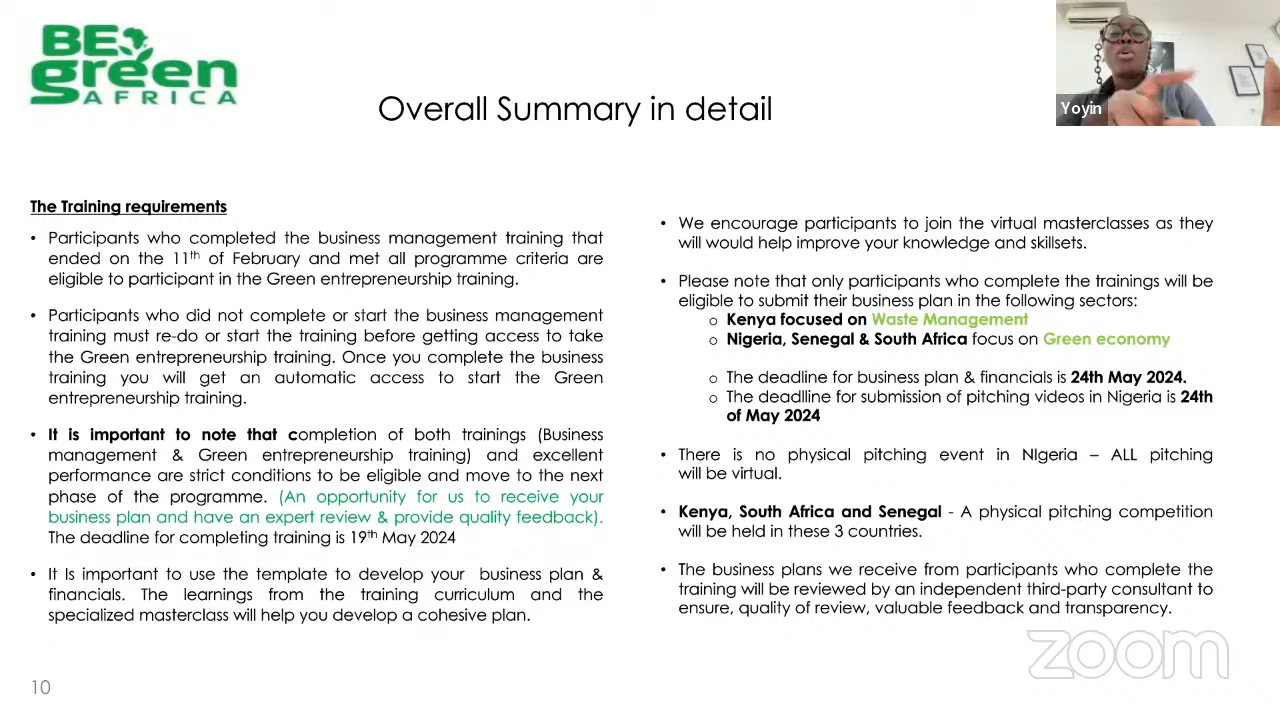 BE
green
AFRICA
Overall Summary in detail
Yoyin
The Training requirements
• Participants who completed the business management training that
ended on the 11th of February and met all programme criteria are
eligible to participant in the Green entrepreneurship training.
• Participants who did not complete or start the business management
training must re-do or start the training before getting access to take
the Green entrepreneurship training. Once you complete the business
training you will get an automatic access to start the Green
entrepreneurship training.
• It is important to note that completion of both trainings (Business
management & Green entrepreneurship training) and excellent
performance are strict conditions to be eligible and move to the next
phase of the programme. (An opportunity for us to receive your
business plan and have an expert review & provide quality feedback).
The deadline for completing training is 19th May 2024
• It Is important to use the template to develop your business plan &
financials. The learnings from the training curriculum and the
specialized masterclass will help you develop a cohesive plan.
• We encourage participants to join the virtual masterclasses as they
will would help improve your knowledge and skillsets.
• Please note that only participants who complete the trainings will be
eligible to submit their business plan in the following sectors:
o Kenya focused on Waste Management
o Nigeria, Senegal & South Africa focus on Green economy
o The deadline for business plan & financials is 24th May 2024.
o The deadlline for submission of pitching videos in Nigeria is 24th
of May 2024
• There is no physical pitching event in NIgeria – ALL pitching
will be virtual.
• Kenya, South Africa and Senegal - A physical pitching competition
will be held in these 3 countries.
• The business plans we receive from participants who complete the
training will be reviewed by an independent third-party consultant to
ensure, quality of review, valuable feedback and transparency.
zoom
10